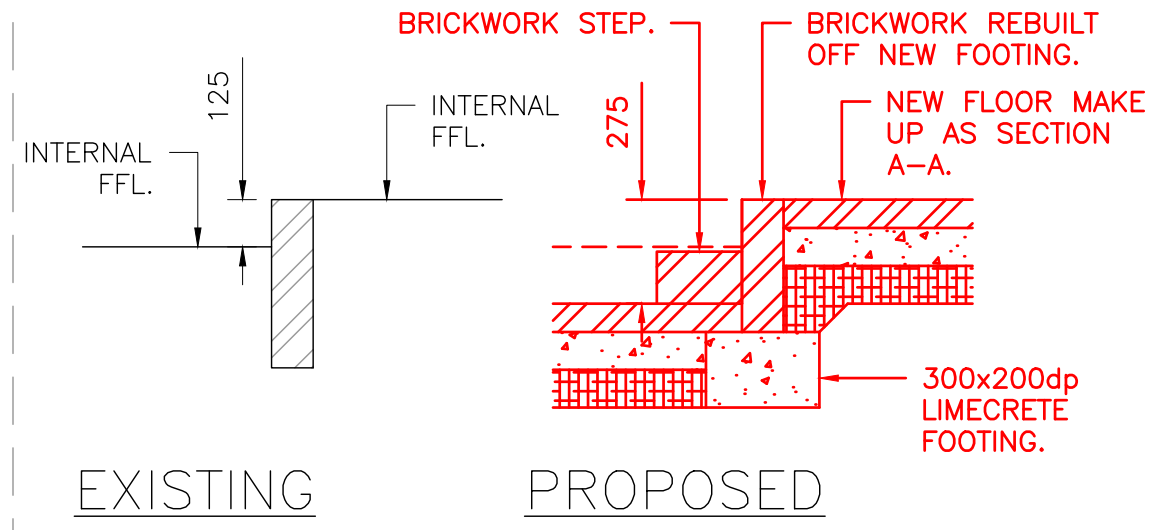 125
INTERNAL
FFL.
INTERNAL
FFL.
EXISTING
BRICKWORK STEP.
275
BRICKWORK REBUILT
OFF NEW FOOTING.
NEW FLOOR MAKE
UP AS SECTION
A-A.
300x200dp
LIMECRETE
FOOTING.
PROPOSED